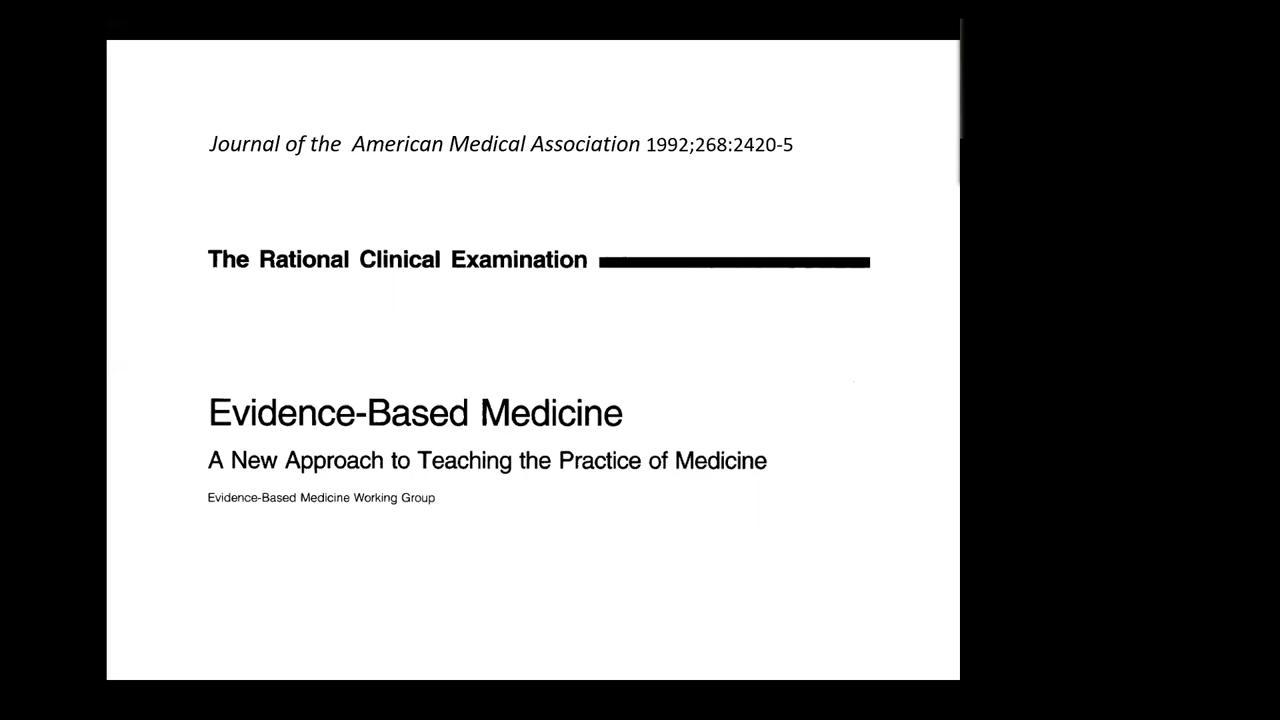 Journal of the American Medical Association 1992;268:2420-5
The Rational Clinical Examination
Evidence-Based Medicine
A New Approach to Teaching the Practice of Medicine
Evidence-Based Medicine Working Group